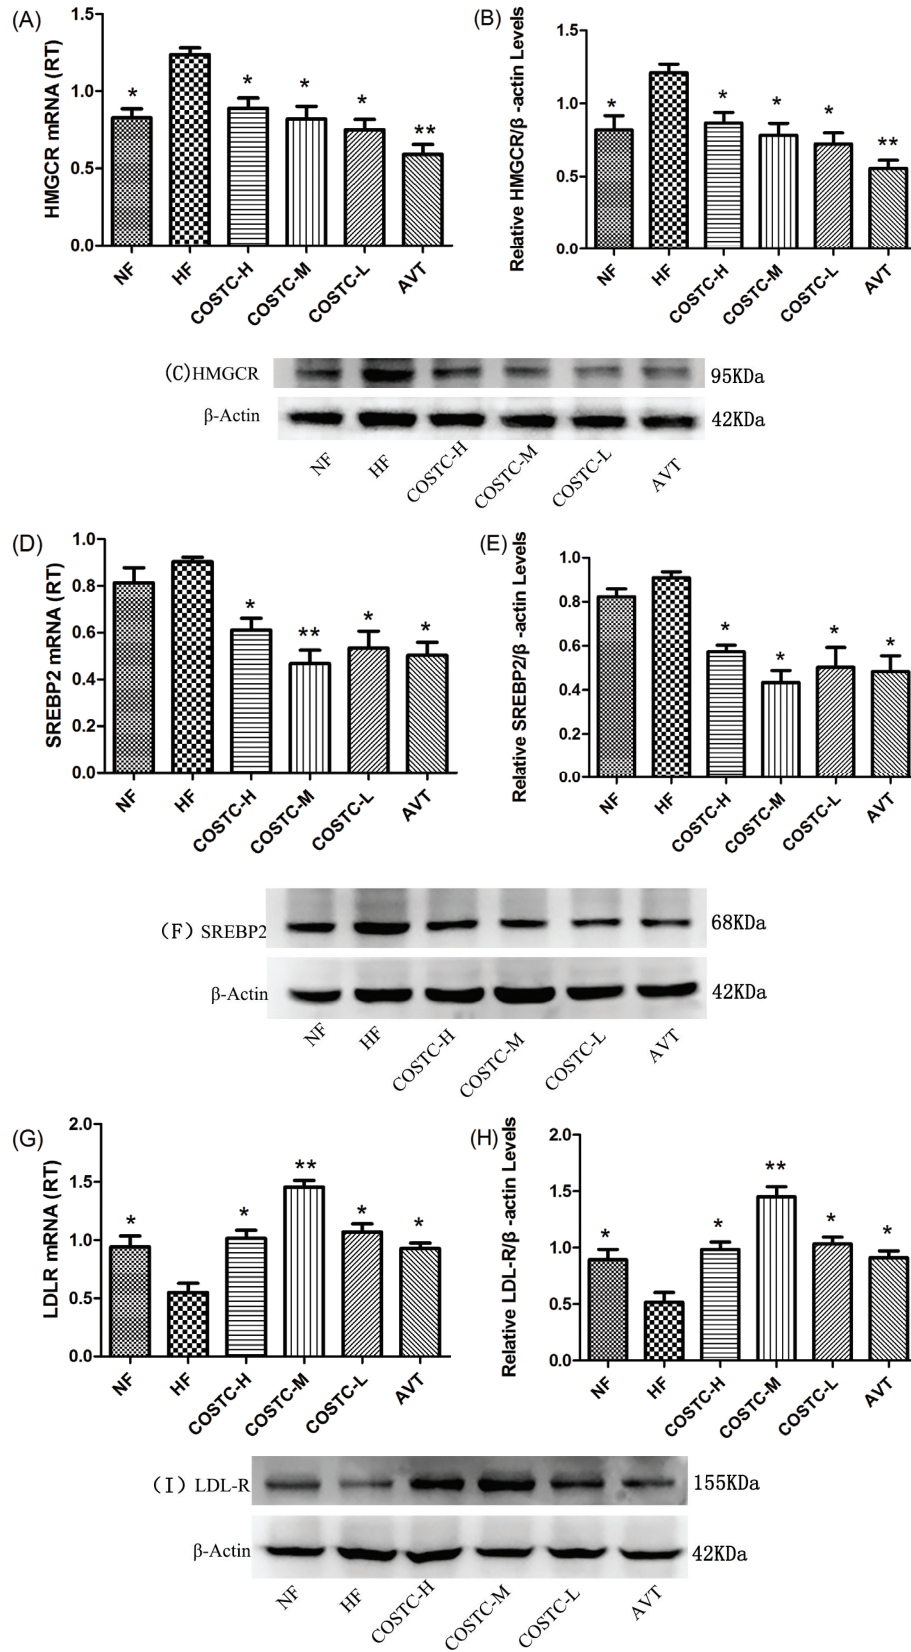 (A)
HMGCR mRNA (RT)
1.5
1.0
0.5
0.0
*
*
*
*
**
NF
HF
COSTC-H
COSTC-M
COSTC-L
AVT
(B)
Relative HMGCR/β -actin Levels
1.5
1.0
0.5
0.0
*
*
*
*
**
NF
HF
COSTC-H
COSTC-M
COSTC-L
AVT
(C)HMGCR
95KDa
β-Actin
42KDa
NF
HF
COSTC-H
COSTC-M
COSTC-L
AVT
(D)
SREBP2 mRNA (RT)
1.0
0.8
0.6
0.4
0.2
0.0
*
**
*
*
NF
HF
COSTC-H
COSTC-M
COSTC-L
AVT
(E)
Relative SREBP2/β -actin Levels
1.0
0.8
0.6
0.4
0.2
0.0
*
*
*
*
NF
HF
COSTC-H
COSTC-M
COSTC-L
AVT
(F) SREBP2
68KDa
β-Actin
42KDa
NF
HF
COSTC-H
COSTC-M
COSTC-L
AVT
(G)
LDLR mRNA (RT)
2.0
1.5
1.0
0.5
0.0
*
*
**
*
*
NF
HF
COSTC-H
COSTC-M
COSTC-L
AVT
(H)
Relative LDL-R/β -actin Levels
2.0
1.5
1.0
0.5
0.0
*
*
**
*
*
NF
HF
COSTC-H
COSTC-M
COSTC-L
AVT
(I) LDL-R
155KDa
β-Actin
42KDa
NF
HF
COSTC-H
COSTC-M
COSTC-L
AVT